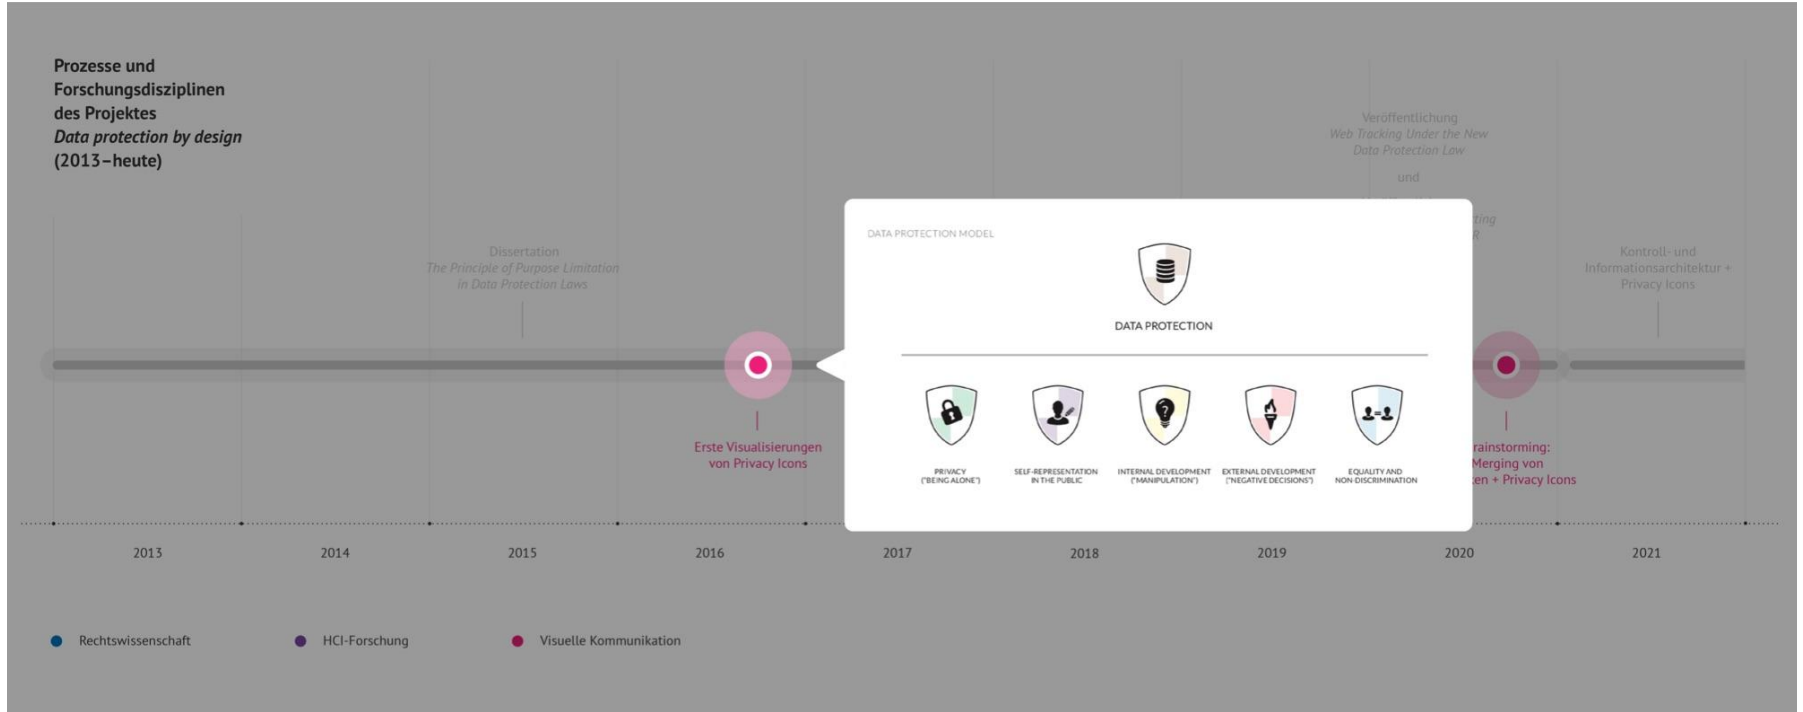 Prozesse und
Forschungsdisziplinen
des Projektes
Data protection by design
(2013–heute)
Veröffentlichung
Web Tracking Under the New
Data Protection Law
und
Dissertation
The Principle of Purpose Limitation
in Data Protection Laws
Kontroll- und
Informationsarchitektur +
Privacy Icons
Erste Visualisierungen
von Privacy Icons
DATA PROTECTION MODEL
DATA PROTECTION
PRIVACY
("BEING ALONE")
SELF-REPRESENTATION
IN THE PUBLIC
INTERNAL DEVELOPMENT
("MANIPULATION")
EXTERNAL DEVELOPMENT
("NEGATIVE DECISIONS")
EQUALITY AND
NON-DISCRIMINATION
rainstorming:
Merging von
en + Privacy Icons
2013 2014 2015 2016 2017 2018 2019 2020 2021
Rechtswissenschaft HCI-Forschung Visuelle Kommunikation